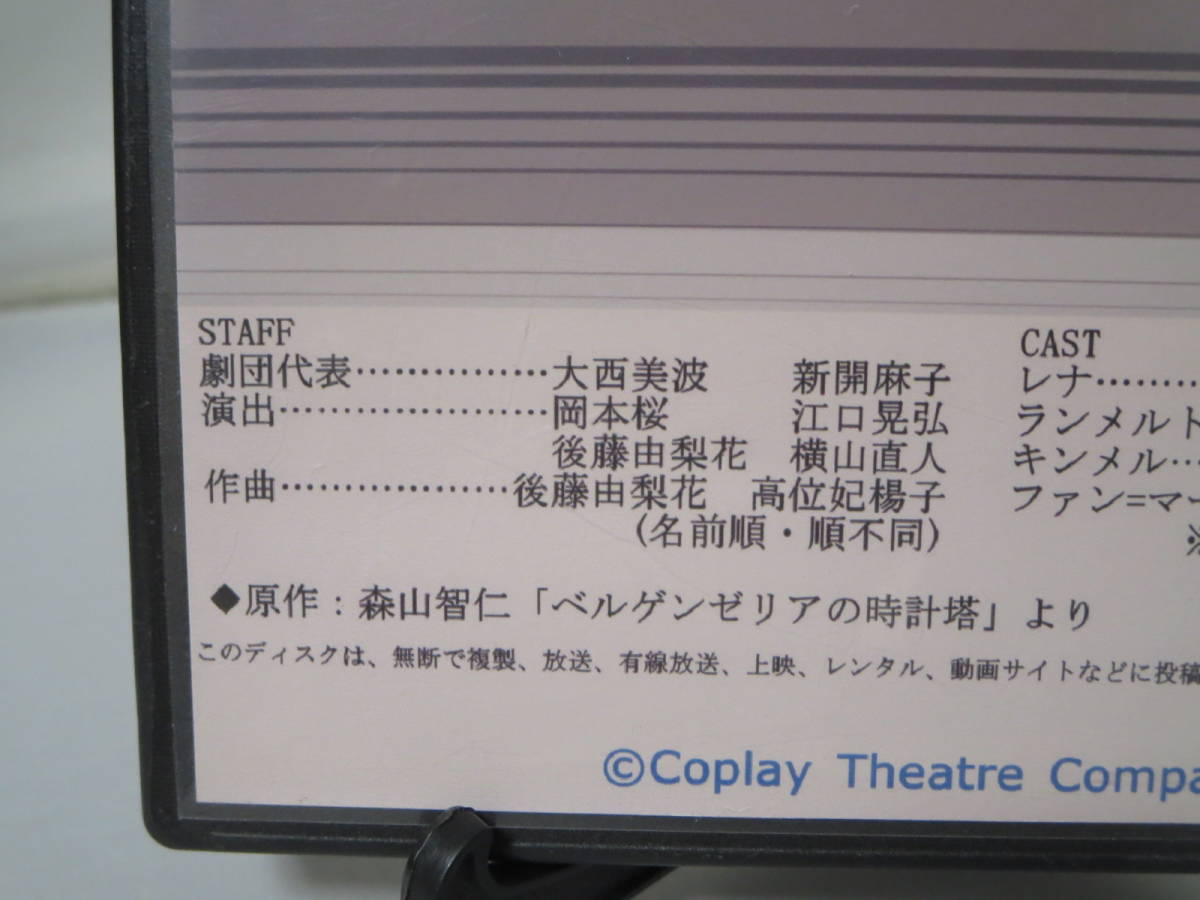 STAFF
劇団代表……………大西美波　新開麻子
演出…………………岡本桜　江口晃弘
後藤由梨花　横山直人
作曲………………後藤由梨花　高位妃楊子
(名前順・順不同)
CAST
レナ………
ランメルト
キンメル…
ファン=マー
※
◆原作：森山智仁「ベルゲンゼリアの時計塔」より
このディスクは、無断で複製、放送、有線放送、上映、レンタル、動画サイトなどに投稿
©Coplay Theatre Compa